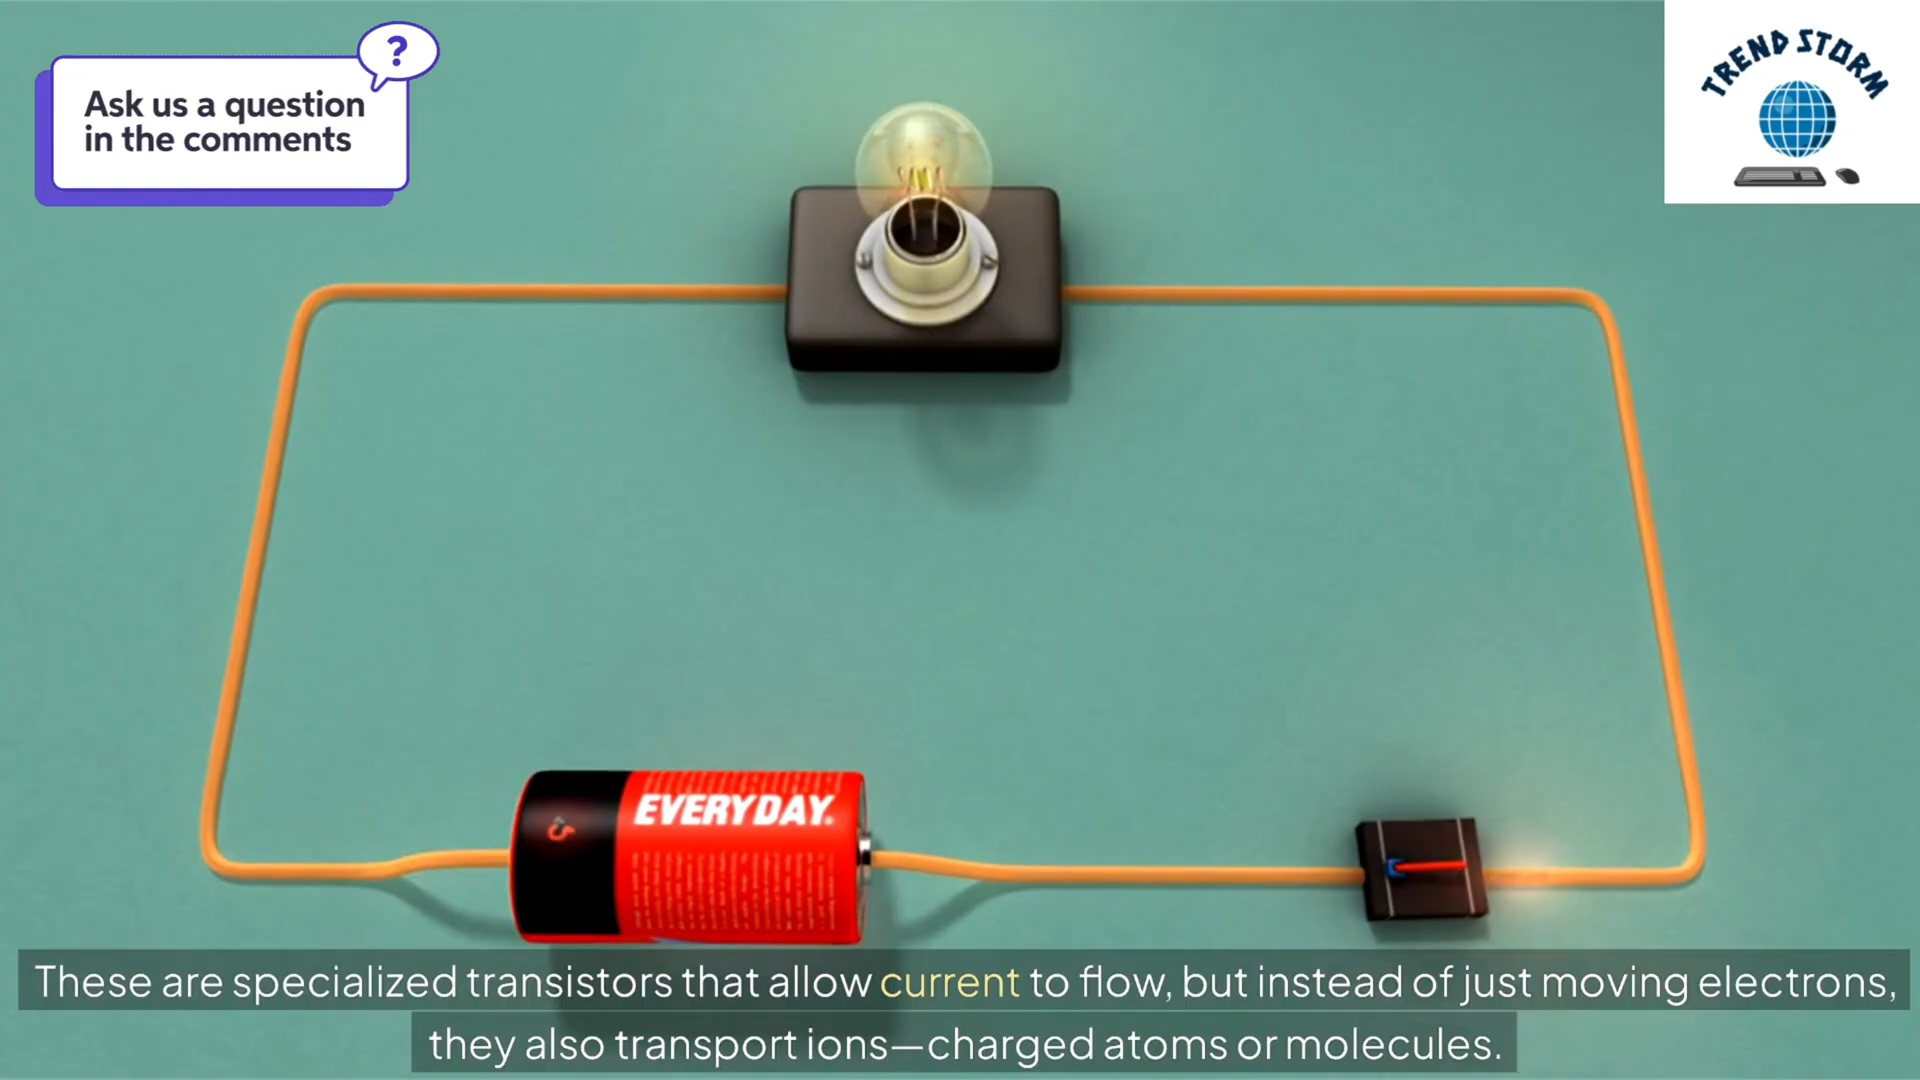 Ask us a question
in the comments
?
TREND STORM
EVERYDAY.
These are specialized transistors that allow current to flow, but instead of just moving electrons,
they also transport ions—charged atoms or molecules.